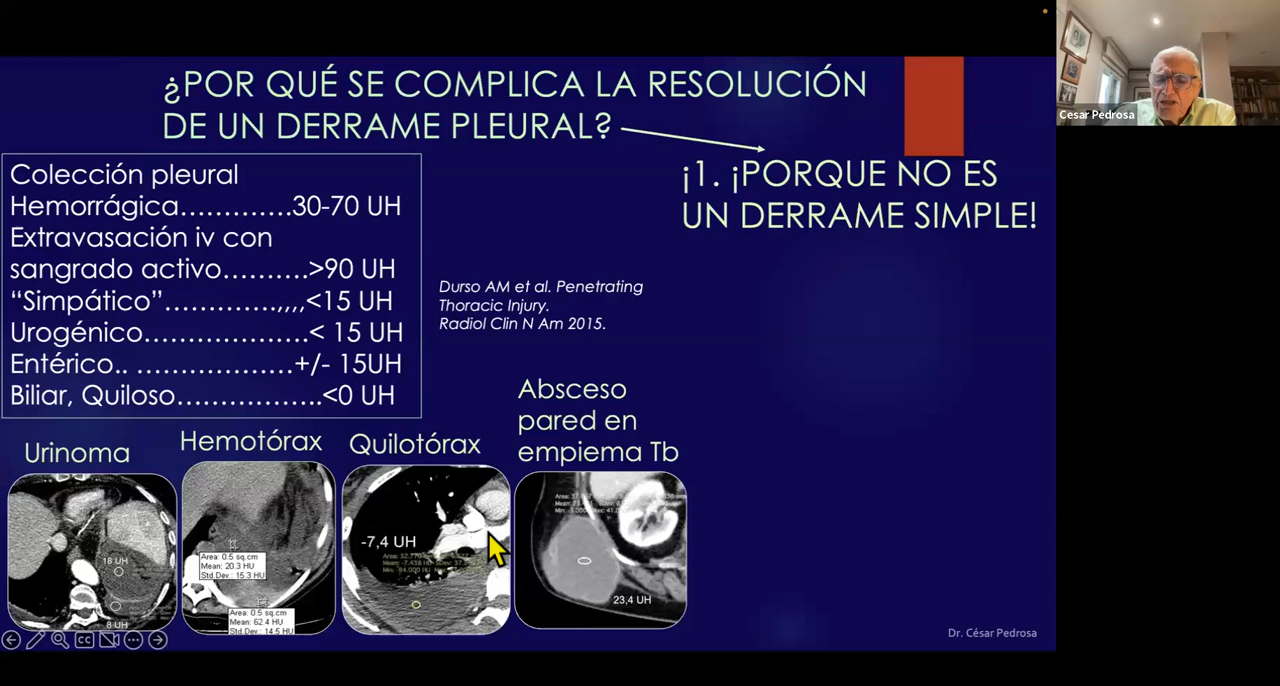 Cesar Pedrosa
¿POR QUÉ SE COMPLICA LA RESOLUCIÓN
DE UN DERRAME PLEURAL?
¡1. ¡PORQUE NO ES
UN DERRAME SIMPLE!
Colección pleural
Hemorrágica………….30-70 UH
Extravasación iv con
sangrado activo……….>90 UH
“Simpático”………….,,,,<15 UH
Urogénico……………….< 15 UH
Entérico.. ………………+/- 15UH
Biliar, Quiloso……………..<0 UH
Durso AM et al. Penetrating
Thoracic Injury.
Radiol Clin N Am 2015.
Urinoma
18 UH
8 UH
Hemotórax
Area: 0.5 sq.cm
Mean: 20.3 HU
Std.Dev.: 15.3 HU
Area: 0.5 sq.cm
Mean: 62.4 HU
Std.Dev.: 14.5 HU
Quilotórax
-7,4 UH
Absceso
pared en
empiema Tb
23,4 UH
CC
Dr. César Pedrosa